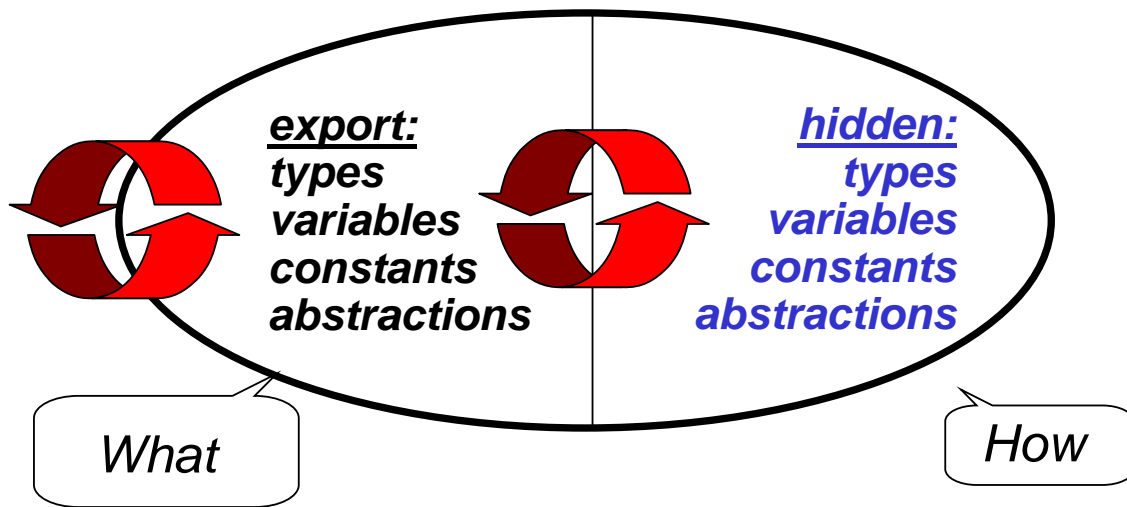 export:
types
variables
constants
abstractions
hidden:
types
variables
constants
abstractions
What
How